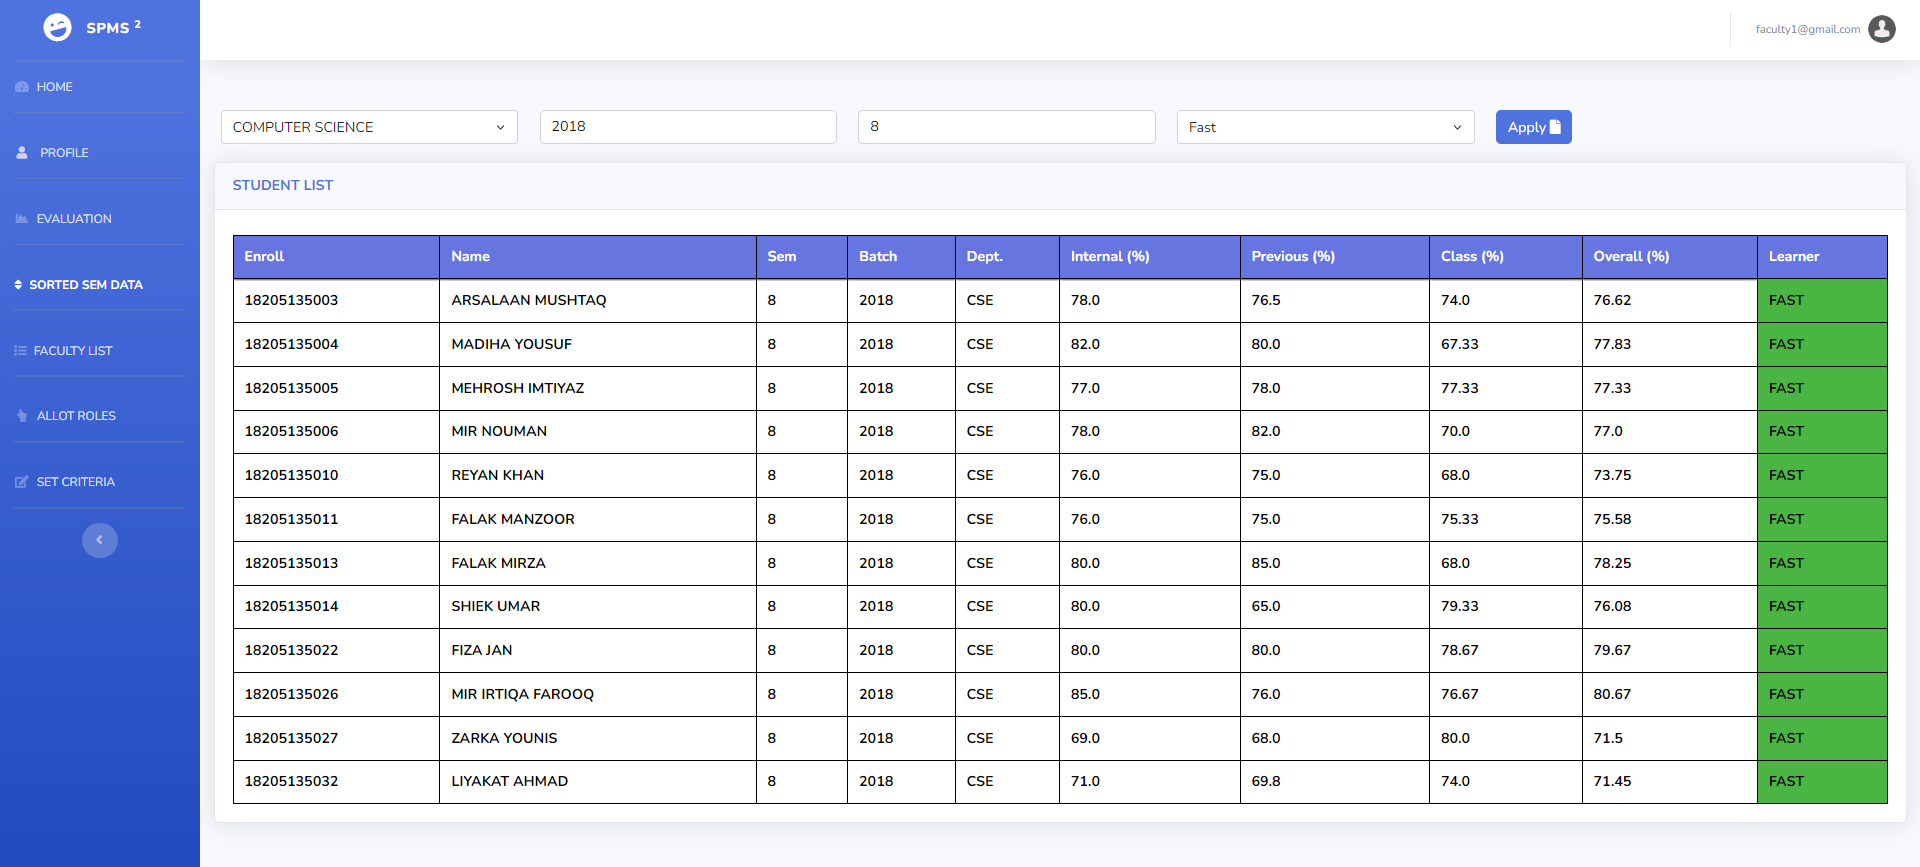 SPMS 2
faculty1@gmail.com
HOME
PROFILE
EVALUATION
SORTED SEM DATA
FACULTY LIST
ALLOT ROLES
SET CRITERIA
COMPUTER SCIENCE 2018 8 Fast Apply
STUDENT LIST
Enroll Name Sem Batch Dept. Internal (%) Previous (%) Class (%) Overall (%) Learner
18205135003 ARSALAAN MUSHTAQ 8 2018 CSE 78.0 76.5 74.0 76.62 FAST
18205135004 MADIHA YOUSUF 8 2018 CSE 82.0 80.0 67.33 77.83 FAST
18205135005 MEHROSH IMTIYAZ 8 2018 CSE 77.0 78.0 77.33 77.33 FAST
18205135006 MIR NOUMAN 8 2018 CSE 78.0 82.0 70.0 77.0 FAST
18205135010 REYAN KHAN 8 2018 CSE 76.0 75.0 68.0 73.75 FAST
18205135011 FALAK MANZOOR 8 2018 CSE 76.0 75.0 75.33 75.58 FAST
18205135013 FALAK MIRZA 8 2018 CSE 80.0 85.0 68.0 78.25 FAST
18205135014 SHIEK UMAR 8 2018 CSE 80.0 65.0 79.33 76.08 FAST
18205135022 FIZA JAN 8 2018 CSE 80.0 80.0 78.67 79.67 FAST
18205135026 MIR IRTIQA FAROOQ 8 2018 CSE 85.0 76.0 76.67 80.67 FAST
18205135027 ZARKA YOUNIS 8 2018 CSE 69.0 68.0 80.0 71.5 FAST
18205135032 LIYAKAT AHMAD 8 2018 CSE 71.0 69.8 74.0 71.45 FAST